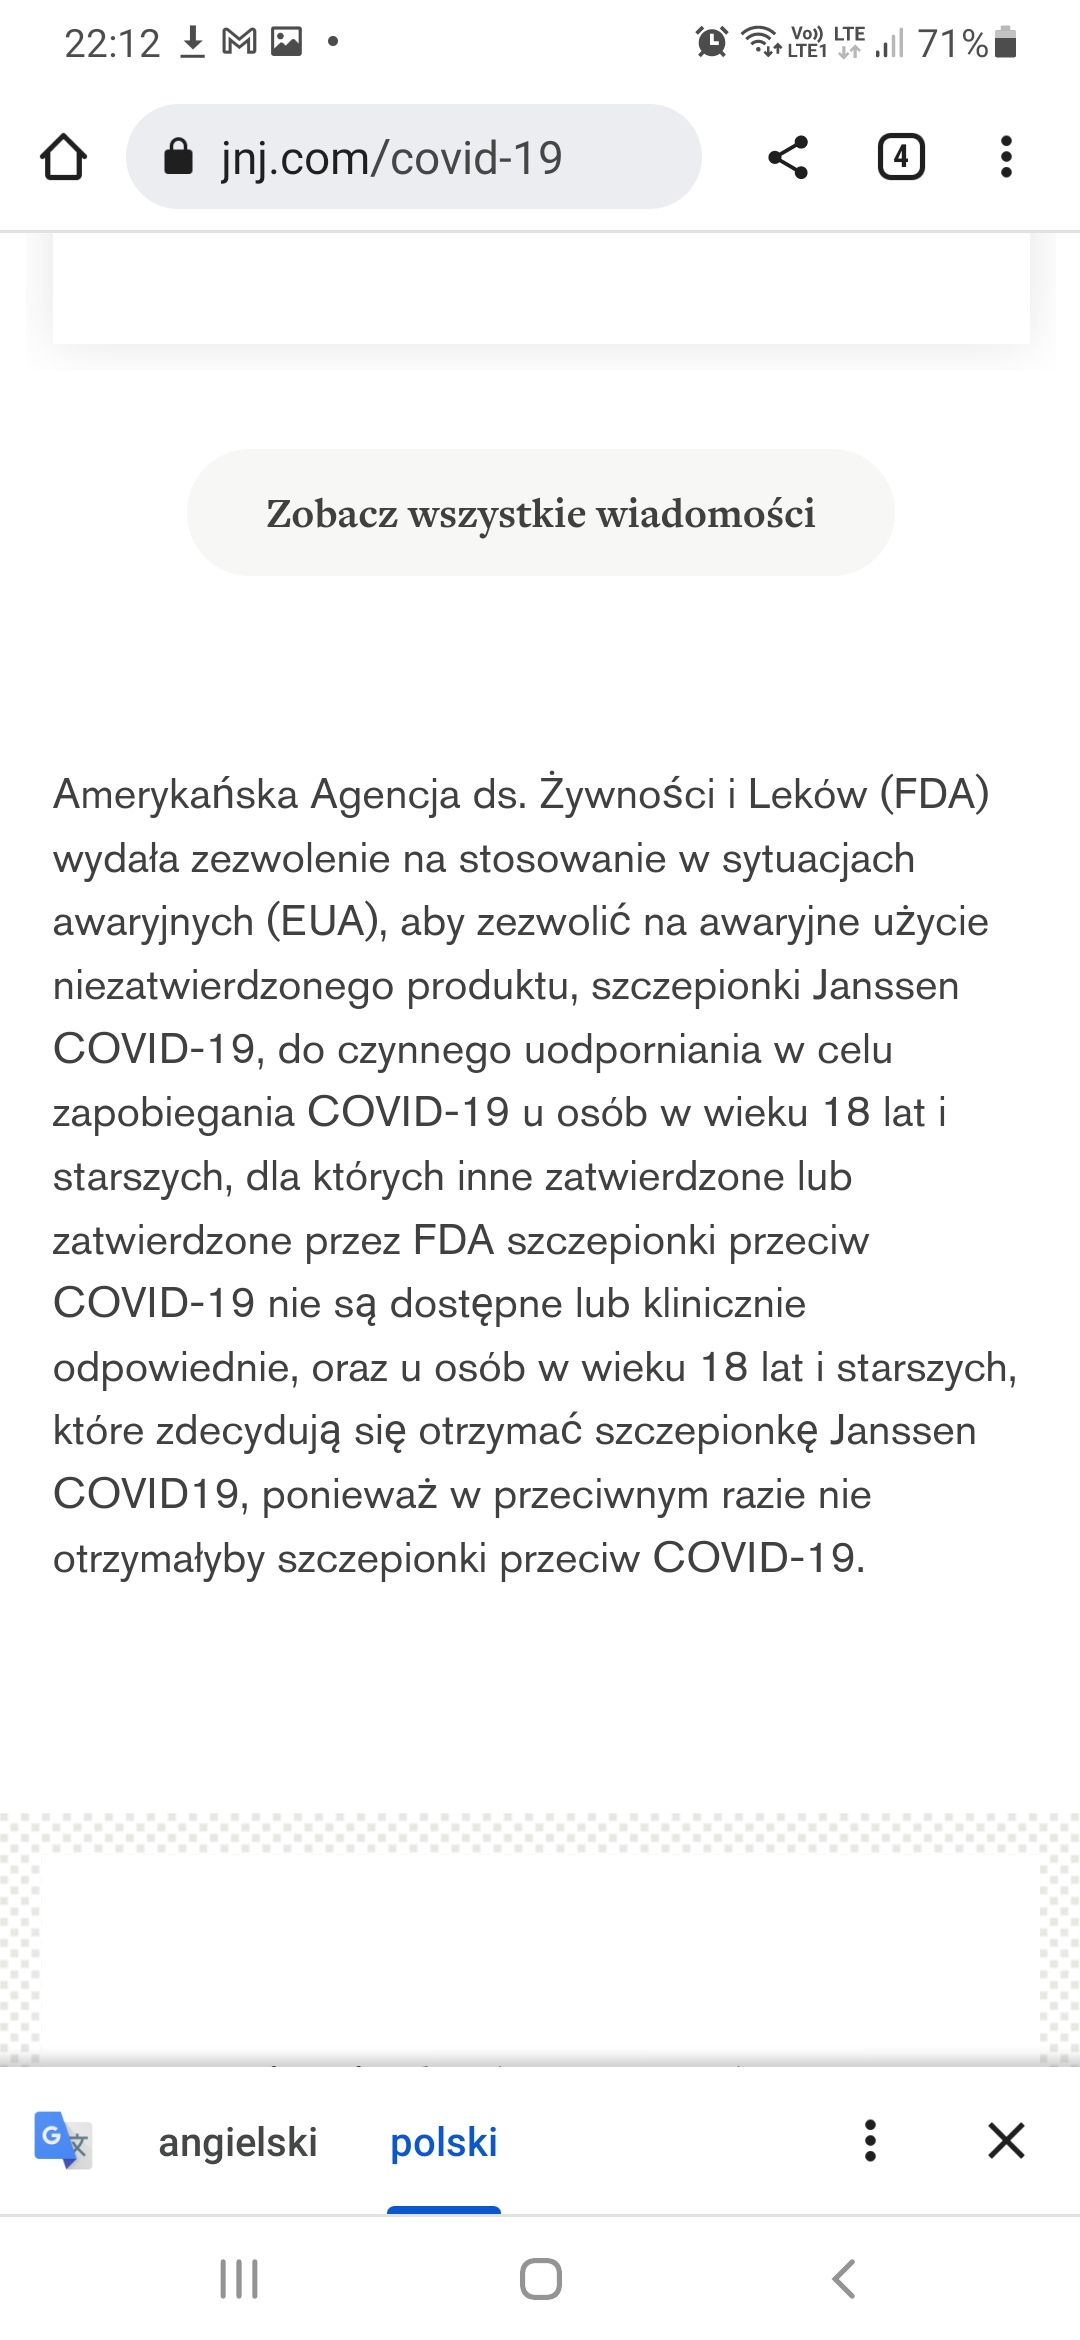 22:12
Vo)) LTE1 LTE 71%
jnj.com/covid-19
4
Zobacz wszystkie wiadomości
Amerykańska Agencja ds. Żywności i Leków (FDA)
wydała zezwolenie na stosowanie w sytuacjach
awaryjnych (EUA), aby zezwolić na awaryjne użycie
niezatwierdzonego produktu, szczepionki Janssen
COVID-19, do czynnego uodporniania w celu
zapobiegania COVID-19 u osób w wieku 18 lat i
starszych, dla których inne zatwierdzone lub
zatwierdzone przez FDA szczepionki przeciw
COVID-19 nie są dostępne lub klinicznie
odpowiednie, oraz u osób w wieku 18 lat i starszych,
które zdecydują się otrzymać szczepionkę Janssen
COVID19, ponieważ w przeciwnym razie nie
otrzymałyby szczepionki przeciw COVID-19.
angielski polski